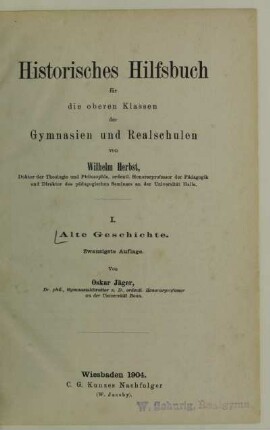 Historisches Hilfsbuch
für
die oberen Klassen
der
Gymnasien und Realschulen
von
Wilhelm Herbst,
Doktor der Theologie und Philosophie, ordentl. Honorarprofessor der Pädagogik
und Direktor des pädagogischen Seminars an der Universität Halle.
I.
Alte Geschichte.
Zwanzigste Auflage.
Von
Oskar Jäger,
Dr. phil., Gymnasialdirektor a. D., ordentl. Honorarprofessor
an der Universität Bonn.
Wiesbaden 1904.
C. G. Kunzes Nachfolger
(W. Jacoby).
W.